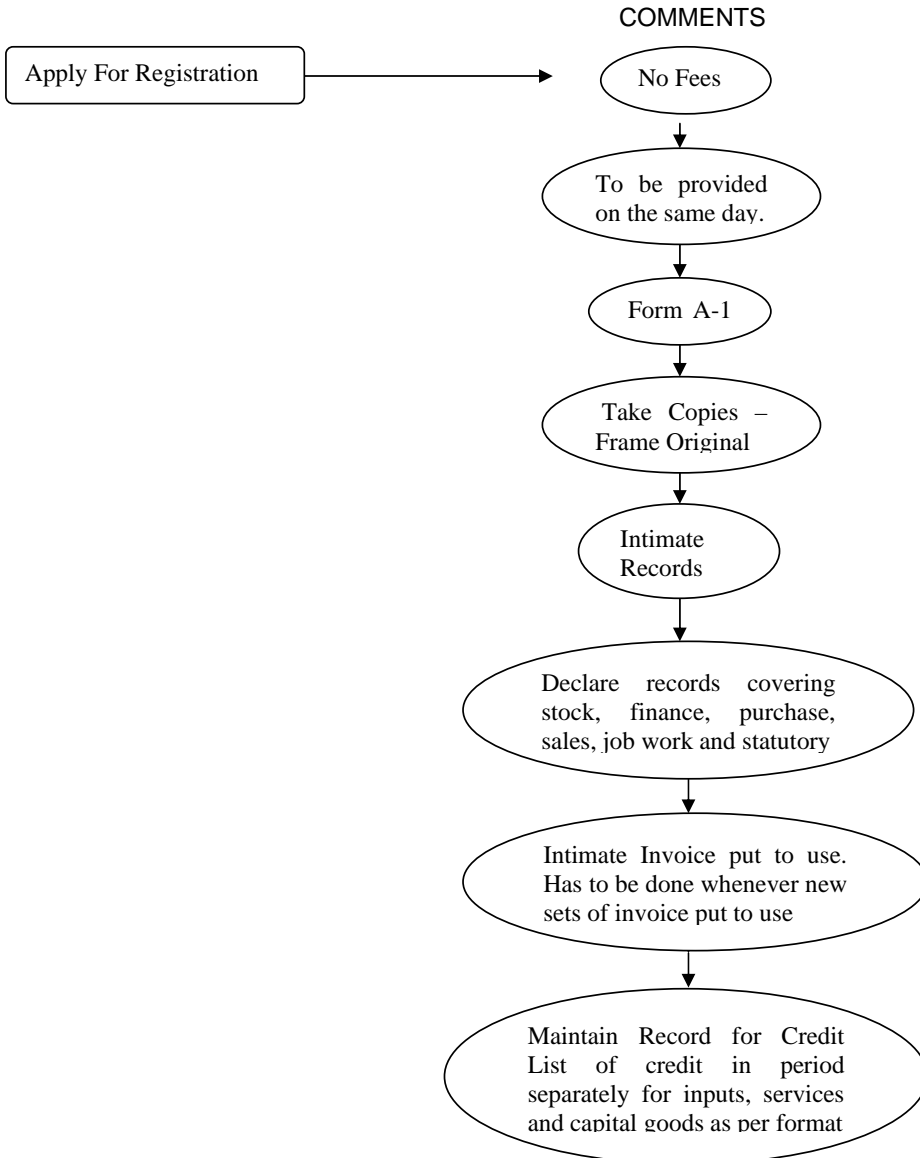 COMMENTS
Apply For Registration
No Fees
To be provided
on the same day.
Form A-1
Take Copies –
Frame Original
Intimate
Records
Declare records covering
stock, finance, purchase,
sales, job work and statutory
Intimate Invoice put to use.
Has to be done whenever new
sets of invoice put to use
Maintain Record for Credit
List of credit in period
separately for inputs, services
and capital goods as per format